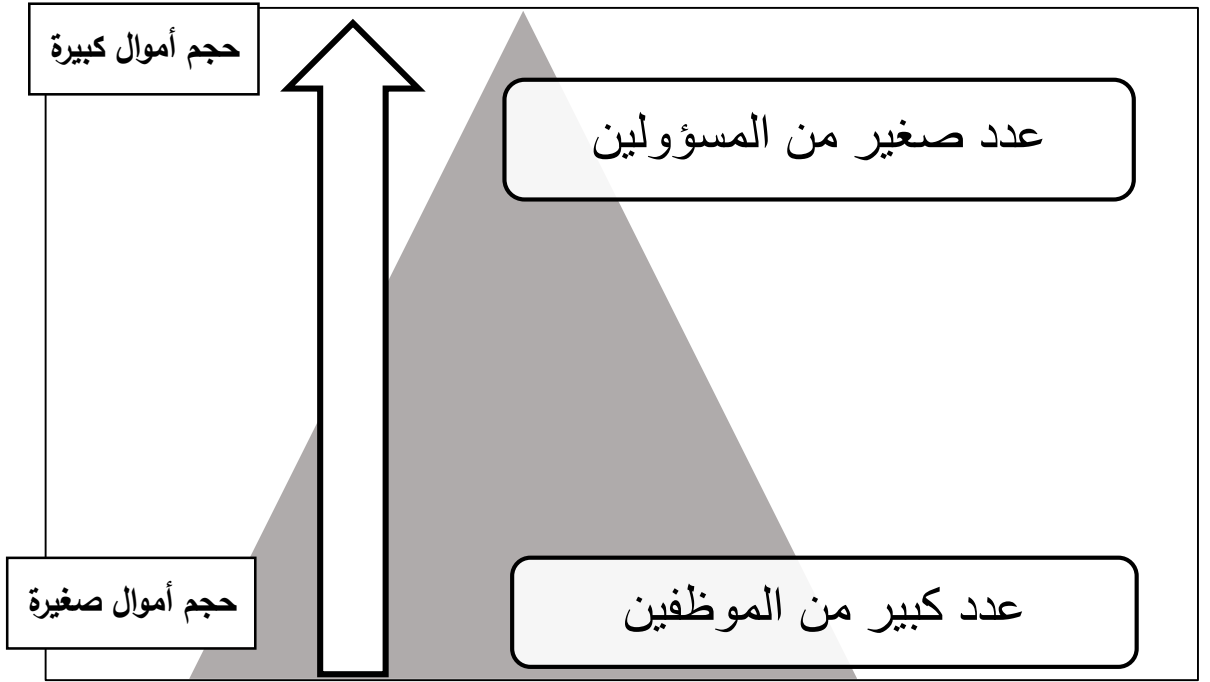 حجم أموال كبيرة
عدد صغير من المسؤولين
عدد كبير من الموظفين
حجم أموال صغيرة